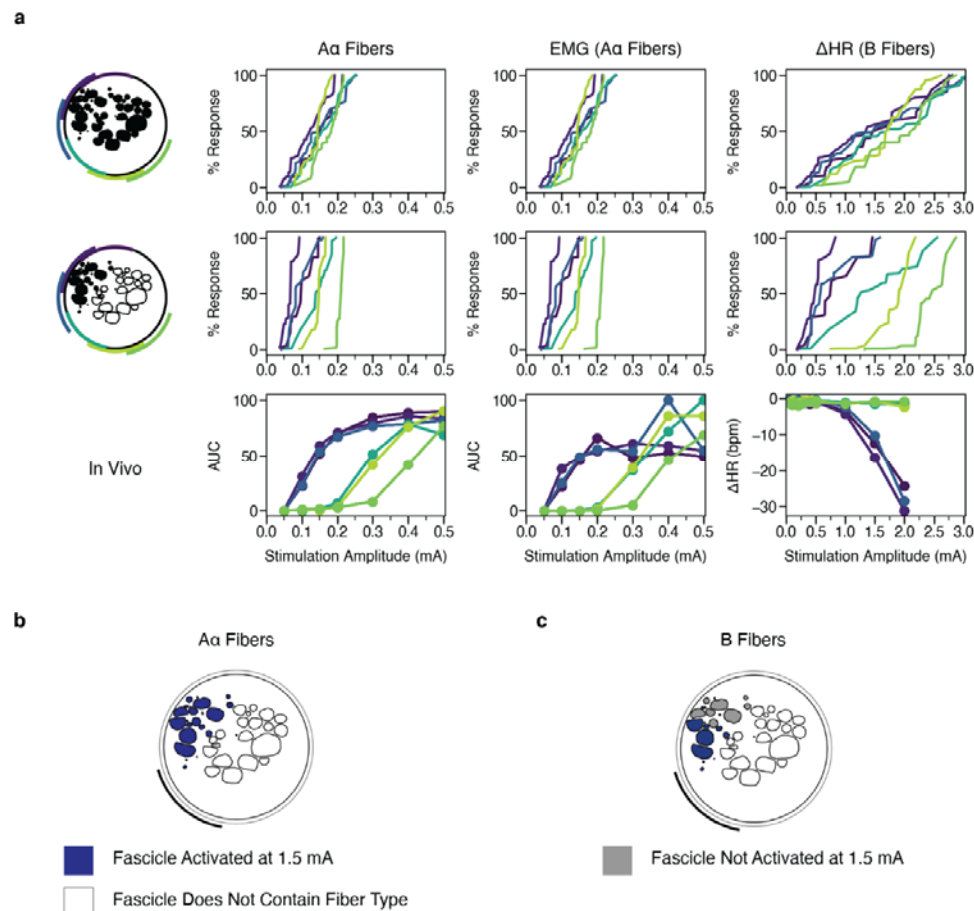 a
Aα Fibers
EMG (Aα Fibers)
ΔHR (B Fibers)
% Response
100
50
0
0.0 0.1 0.2 0.3 0.4 0.5
% Response
100
50
0
0.0 0.1 0.2 0.3 0.4 0.5
% Response
100
50
0
0.0 0.5 1.0 1.5 2.0 2.5 3.0
% Response
100
50
0
0.0 0.1 0.2 0.3 0.4 0.5
% Response
100
50
0
0.0 0.1 0.2 0.3 0.4 0.5
% Response
100
50
0
0.0 0.5 1.0 1.5 2.0 2.5 3.0
In Vivo
AUC
100
50
0
0.0 0.1 0.2 0.3 0.4 0.5
Stimulation Amplitude (mA)
AUC
100
50
0
0.0 0.1 0.2 0.3 0.4 0.5
Stimulation Amplitude (mA)
ΔHR (bpm)
0
−10
−20
−30
0.0 0.5 1.0 1.5 2.0 2.5 3.0
Stimulation Amplitude (mA)
b
Aα Fibers
Fascicle Activated at 1.5 mA
Fascicle Does Not Contain Fiber Type
c
B Fibers
Fascicle Not Activated at 1.5 mA